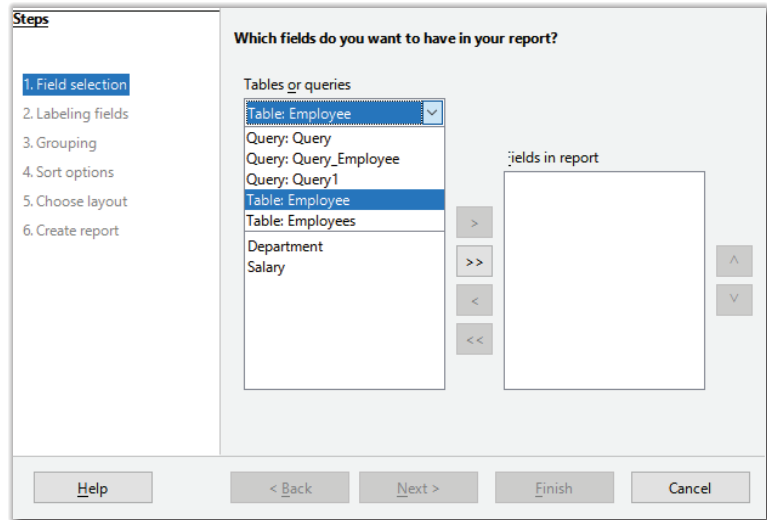 Steps
Which fields do you want to have in your report?
1. Field selection
2. Labeling fields
3. Grouping
4. Sort options
5. Choose layout
6. Create report
Tables or queries
Table: Employee
Query: Query
Query: Query_Employee
Query: Query1
Table: Employee
Table: Employees
Department
Salary
>
>>
<
<<
fields in report
^
v
Help
< Back
Next >
Finish
Cancel